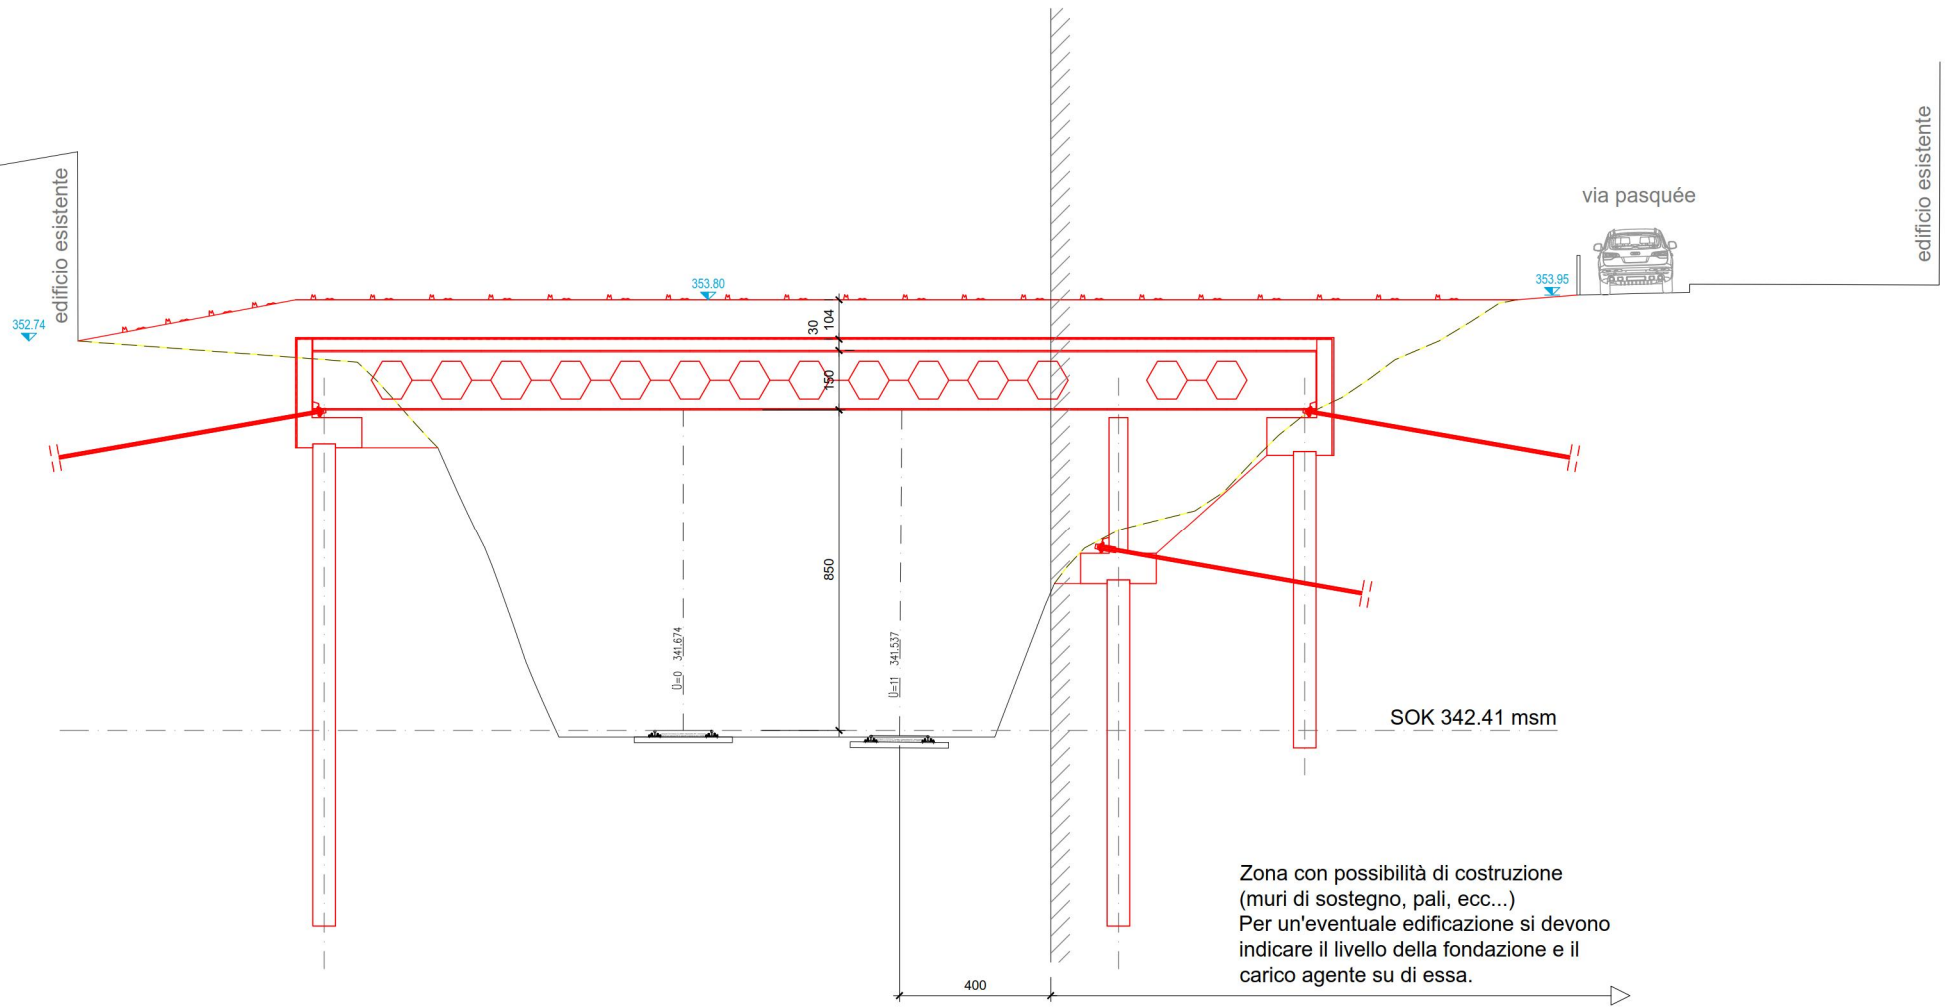 edificio esistente
352.74
353.80
30
104
150
850
Ü=0 341.674
Ü=11 341.537
via pasquée
353.95
edificio esistente
SOK 342.41 msm
Zona con possibilità di costruzione
(muri di sostegno, pali, ecc...)
Per un'eventuale edificazione si devono
indicare il livello della fondazione e il
carico agente su di essa.
400